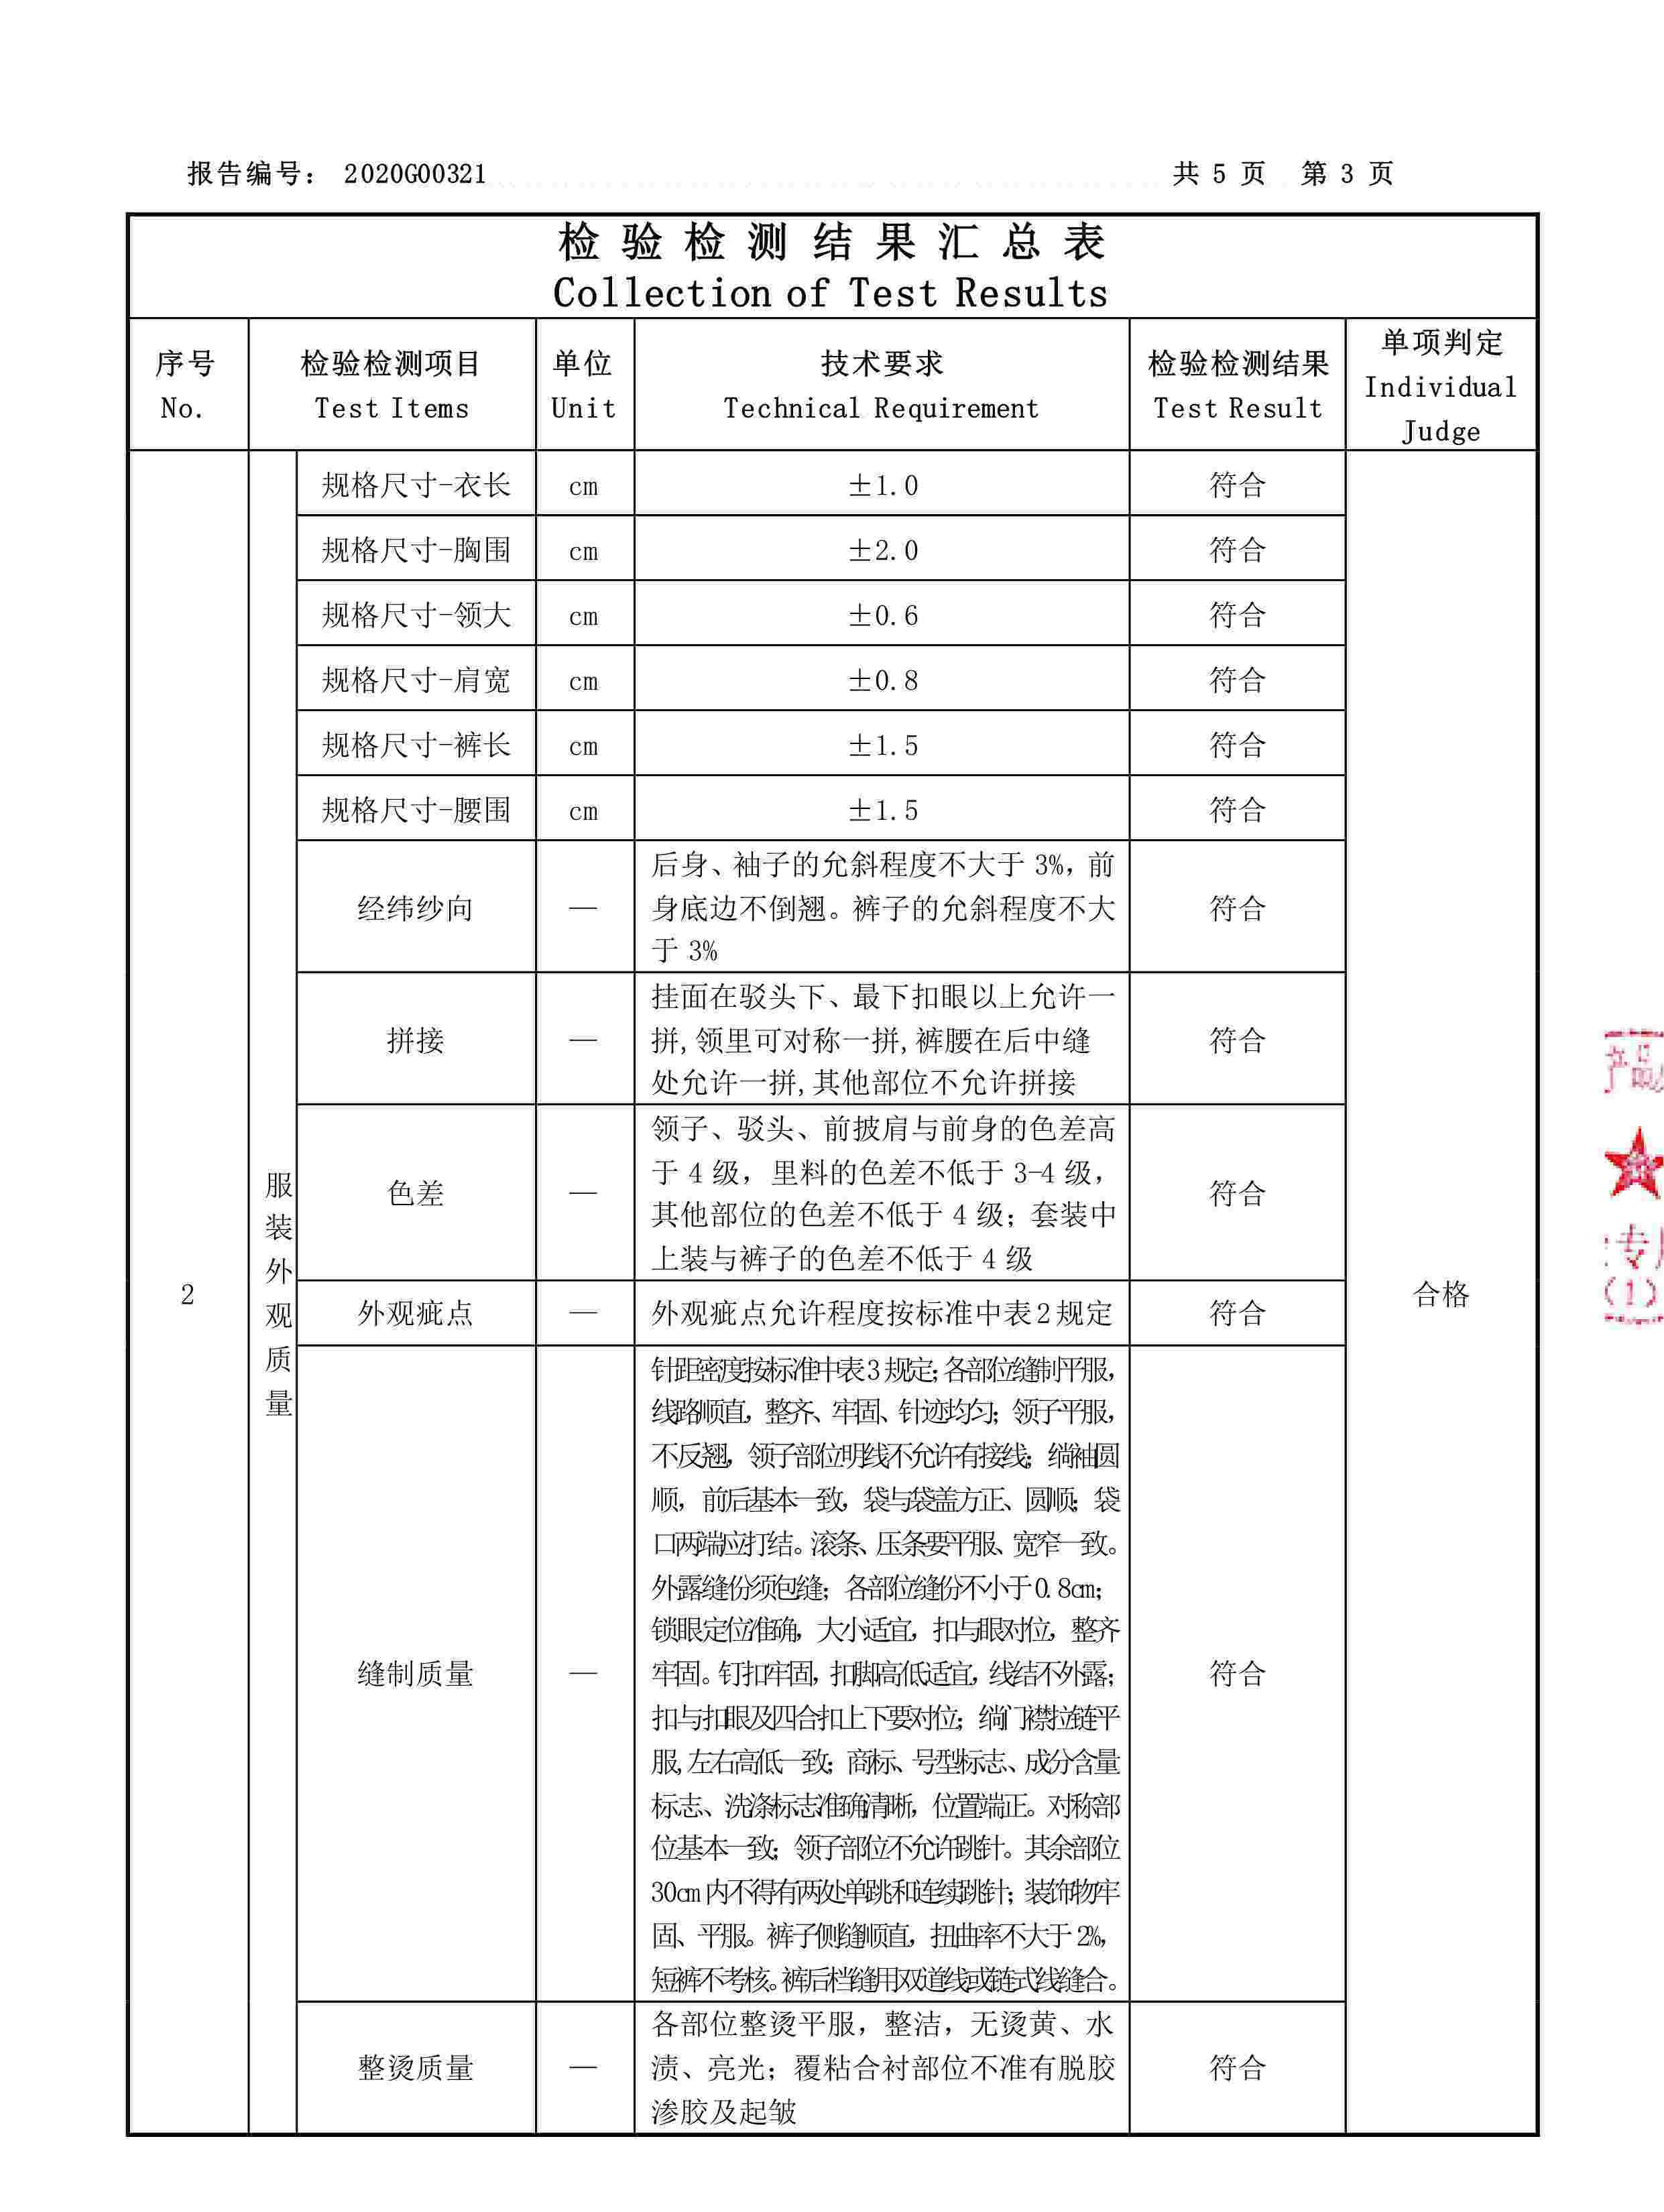 报告编号： 2020G00321 共 5 页 第 3 页
检验检测结果汇总表
Collection of Test Results
序号
No.
检验检测项目
Test Items
单位
Unit
技术要求
Technical Requirement
检验检测结果
Test Result
单项判定
Individual
Judge
2
服
装
外
观
质
量
规格尺寸-衣长 cm ±1.0 符合
规格尺寸-胸围 cm ±2.0 符合
规格尺寸-领大 cm ±0.6 符合
规格尺寸-肩宽 cm ±0.8 符合
规格尺寸-裤长 cm ±1.5 符合
规格尺寸-腰围 cm ±1.5 符合
经纬纱向 —
后身、袖子的允斜程度不大于 3%，前
身底边不倒翘。裤子的允斜程度不大
于 3%
符合
拼接 —
挂面在驳头下、最下扣眼以上允许一
拼,领里可对称一拼,裤腰在后中缝
处允许一拼,其他部位不允许拼接
符合
色差 —
领子、驳头、前披肩与前身的色差高
于 4 级，里料的色差不低于 3-4 级，
其他部位的色差不低于 4 级；套装中
上装与裤子的色差不低于 4 级
符合
外观疵点 — 外观疵点允许程度按标准中表 2 规定 符合
缝制质量 —
针距密度按标准中表 3 规定；各部位缝制平服，
线路顺直，整齐、牢固、针迹均匀；领子平服，
不反翘，领子部位明线不允许有接线；绱袖圆
顺，前后基本一致，袋与袋盖方正、圆顺；袋
口两端应打结。滚条、压条要平服、宽窄一致。
外露缝份须包缝；各部位缝份不小于 0.8cm；
锁眼定位准确，大小适宜，扣与眼对位，整齐
牢固。钉扣牢固，扣脚高低适宜，线结不外露；
扣与扣眼及四合扣上下要对位；绱门襟拉链平
服,左右高低一致；商标、号型标志、成分含量
标志、洗涤标志准确清晰，位置端正。对称部
位基本一致；领子部位不允许跳针。其余部位
30cm 内不得有两处单跳和连续跳针；装饰物牢
固、平服。裤子侧缝顺直，扭曲率不大于 2%，
短裤不考核。裤后裆缝用双道线或链式线缝合。
符合
整烫质量 —
各部位整烫平服，整洁，无烫黄、水
渍、亮光；覆粘合衬部位不准有脱胶
渗胶及起皱
符合
合格
产品
专
(1)